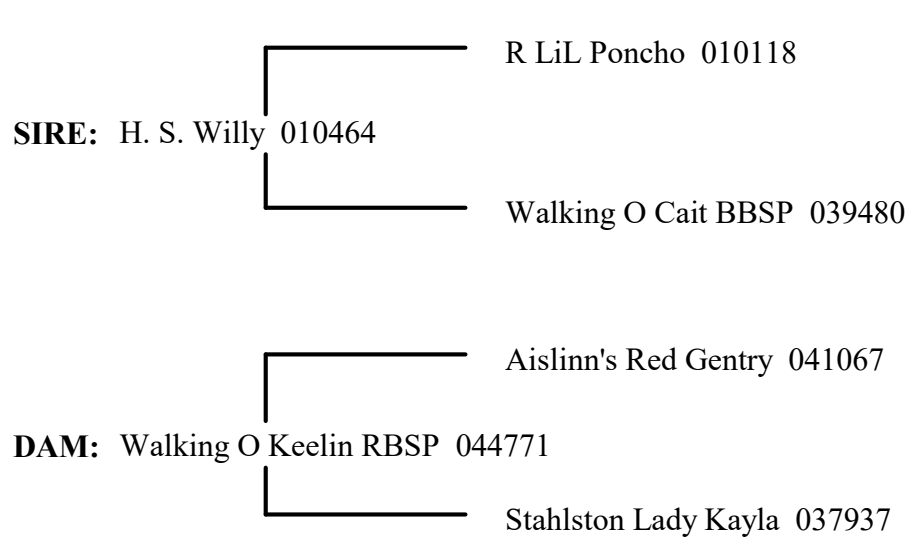 R LiL Poncho 010118
SIRE: H. S. Willy 010464
Walking O Cait BBSP 039480
Aislinn's Red Gentry 041067
DAM: Walking O Keelin RBSP 044771
Stahlston Lady Kayla 037937